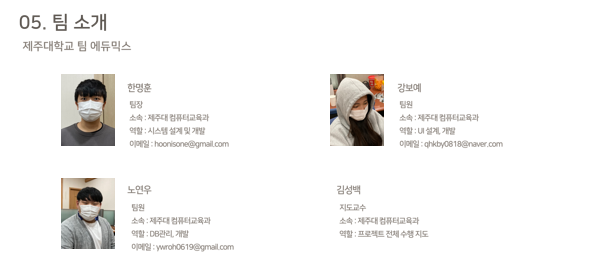 05. 팀 소개
제주대학교 팀 에듀믹스
한명훈
팀장
소속 : 제주대 컴퓨터교육과
역할 : 시스템 설계 및 개발
이메일 : hoonisone@gmail.com
강보예
팀원
소속 : 제주대 컴퓨터교육과
역할 : UI 설계, 개발
이메일 : qhkby0818@naver.com
노연우
팀원
소속 : 제주대 컴퓨터교육과
역할 : DB관리, 개발
이메일 : ywroh0619@gmail.com
김성백
지도교수
소속 : 제주대 컴퓨터교육과
역할 : 프로젝트 전체 수행 지도